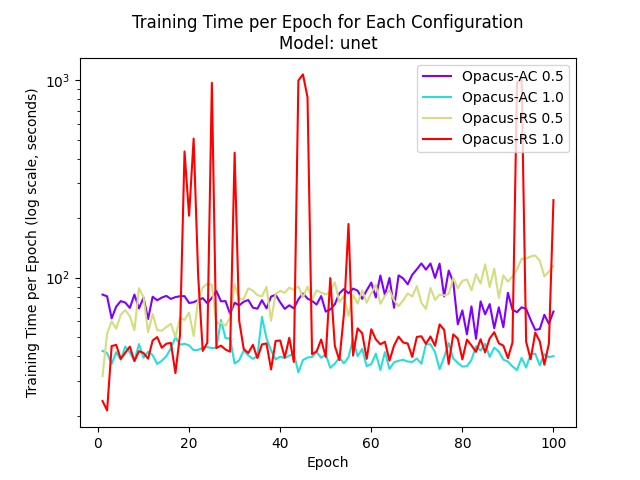 Training Time per Epoch for Each Configuration
Model: unet
Training Time per Epoch (log scale, seconds)
10³
10²
Opacus-AC 0.5
Opacus-AC 1.0
Opacus-RS 0.5
Opacus-RS 1.0
0 20 40 60 80 100
Epoch